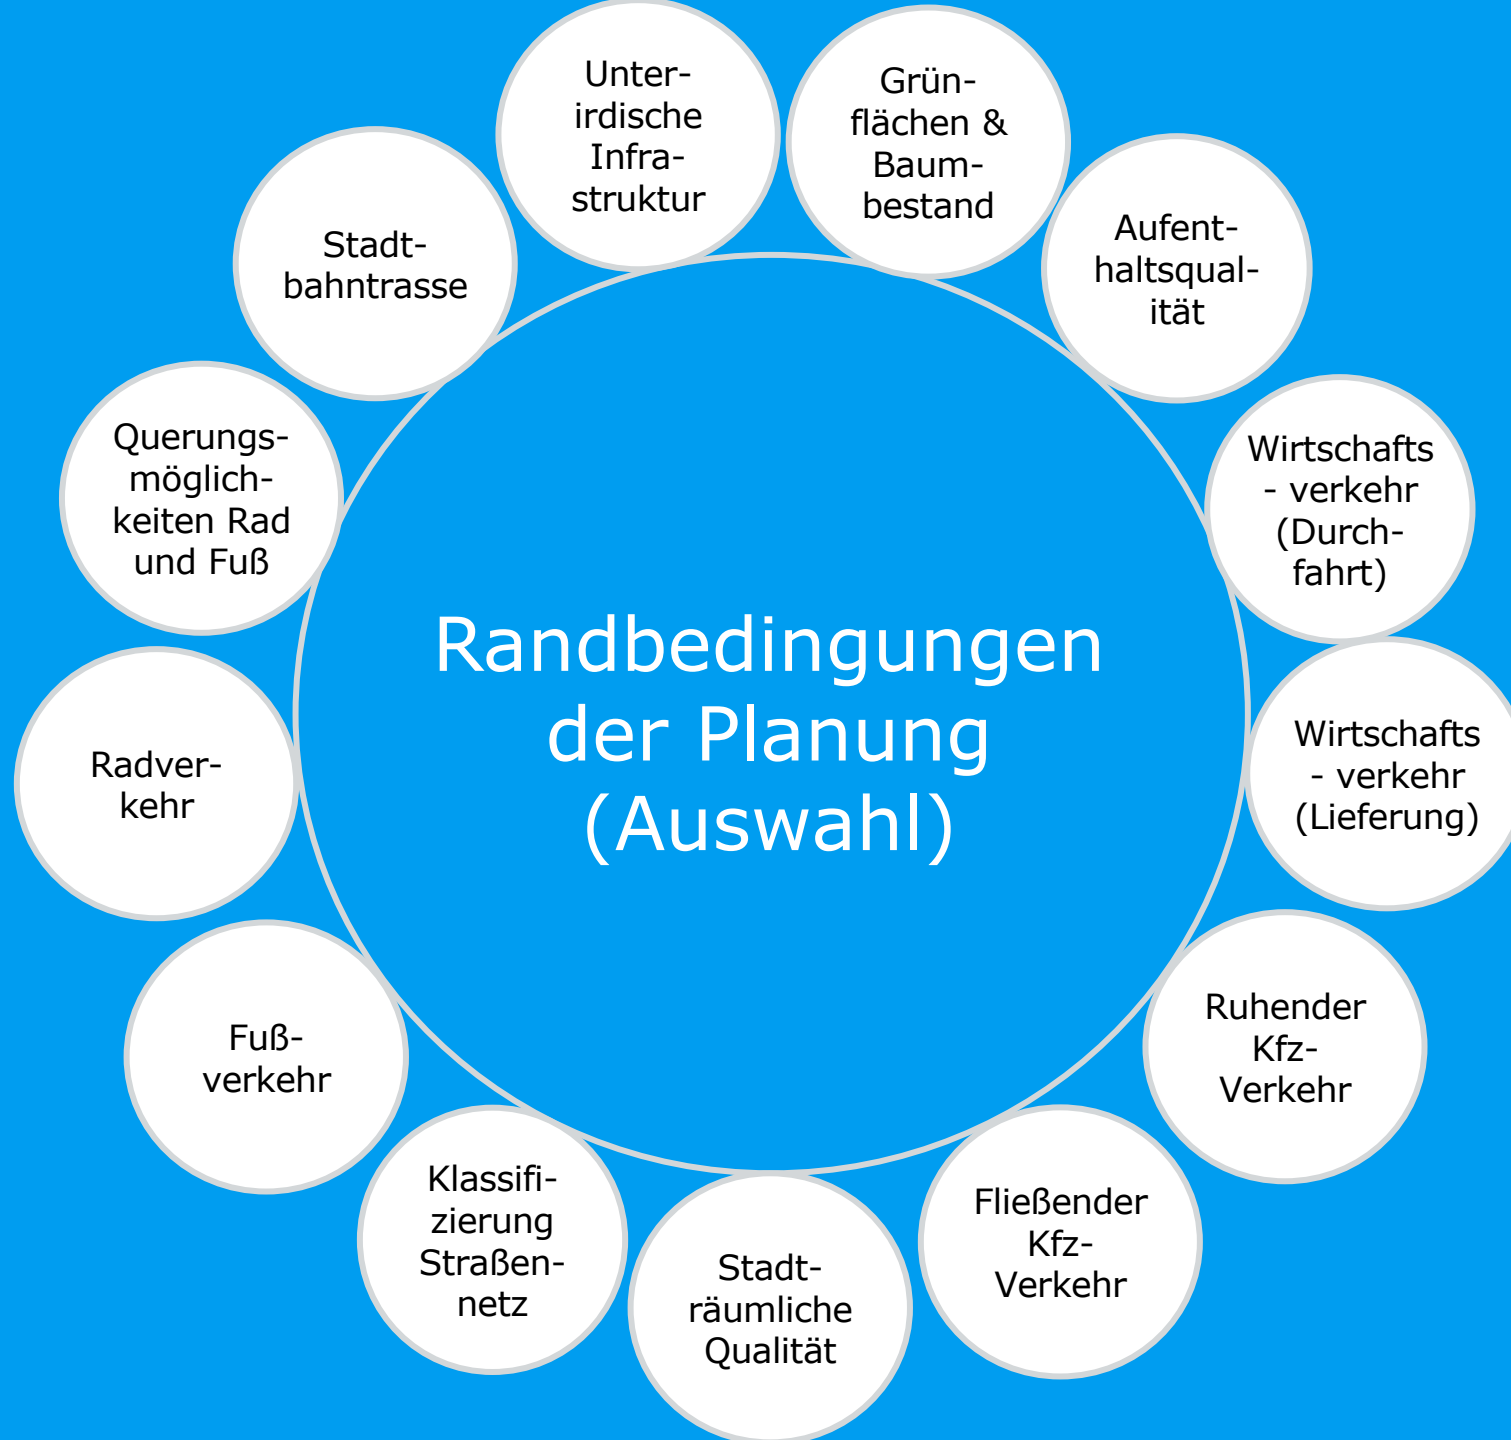 Unter-
irdische
Infra-
struktur
Grün-
flächen &
Baum-
bestand
Aufent-
haltsqual-
ität
Wirtschafts
- verkehr
(Durch-
fahrt)
Wirtschafts
- verkehr
(Lieferung)
Ruhender
Kfz-
Verkehr
Fließender
Kfz-
Verkehr
Stadt-
räumliche
Qualität
Klassifi-
zierung
Straßen-
netz
Fuß-
verkehr
Radver-
kehr
Querungs-
möglich-
keiten Rad
und Fuß
Stadt-
bahntrasse
Randbedingungen
der Planung
(Auswahl)